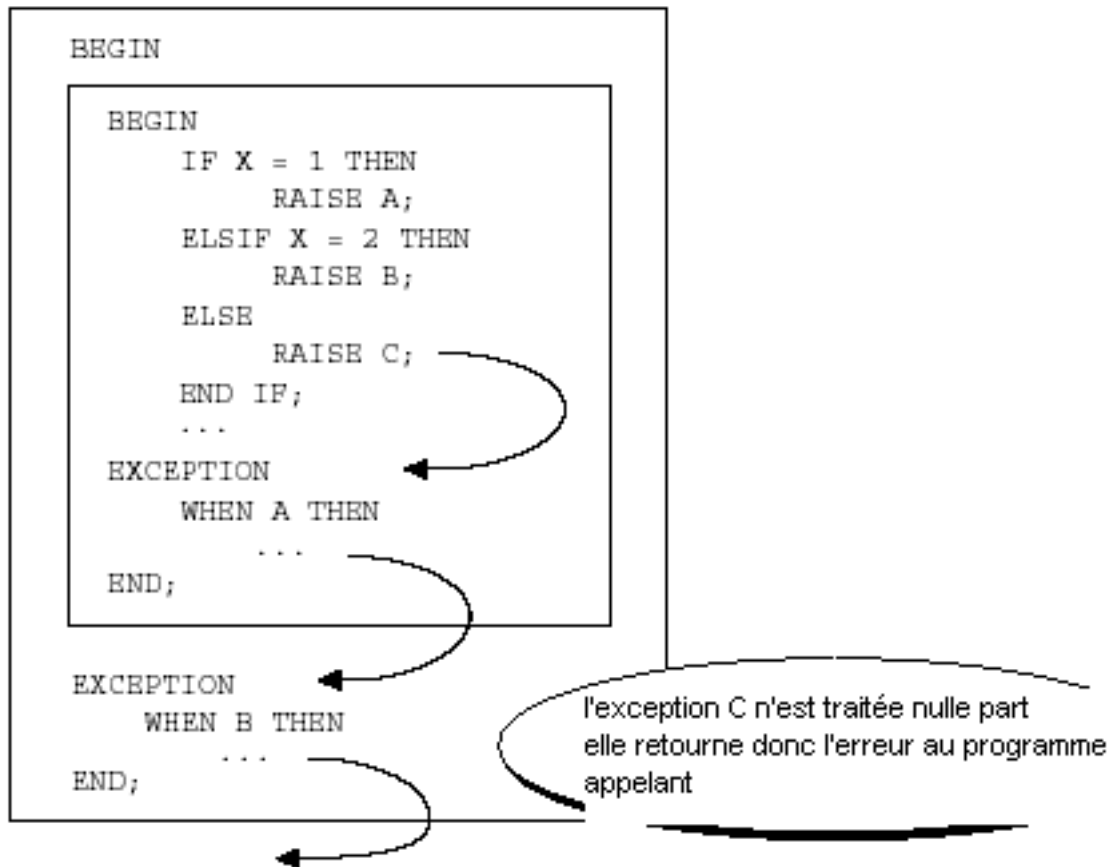 BEGIN
BEGIN
IF X = 1 THEN
RAISE A;
ELSIF X = 2 THEN
RAISE B;
ELSE
RAISE C;
END IF;
...
EXCEPTION
WHEN A THEN
...
END;
EXCEPTION
WHEN B THEN
...
END;
l'exception C n'est traitée nulle part
elle retourne donc l'erreur au programme
appelant